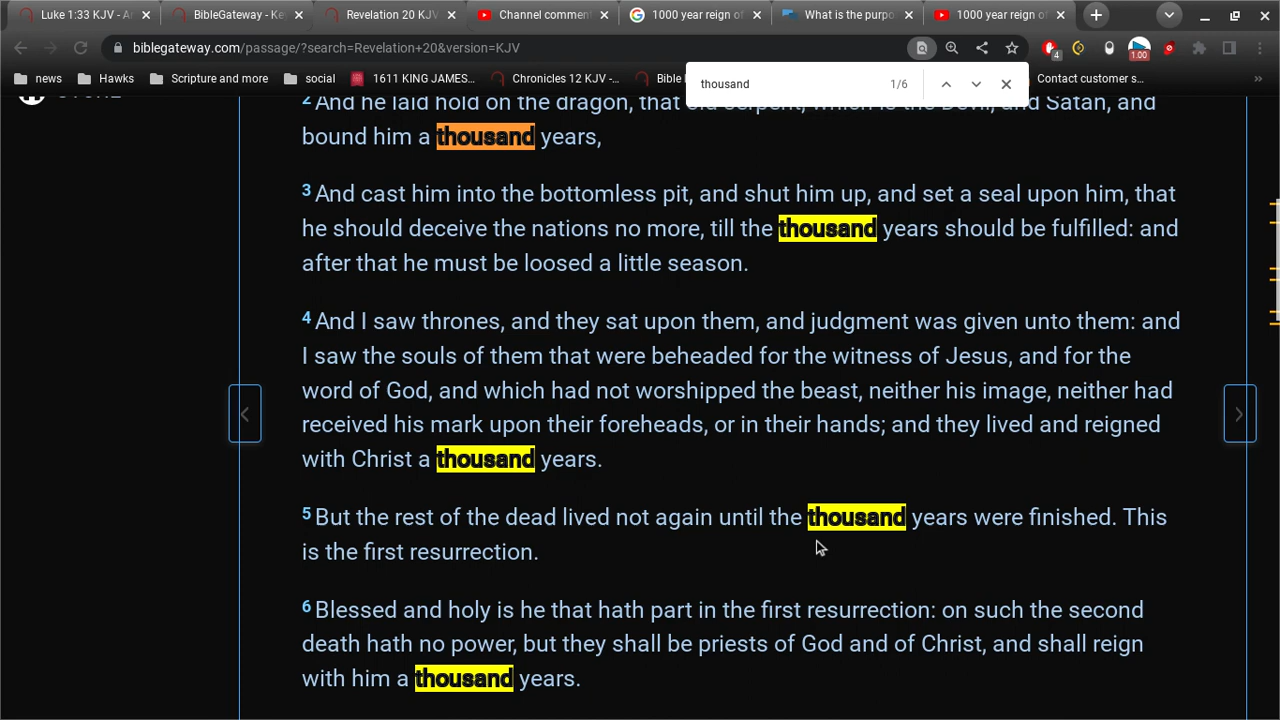 Luke 1:33 KJV - A
BibleGateway - Ke
Revelation 20 KJV
Channel commen
1000 year reign of
What is the purpo
1000 year reign of
biblegateway.com/passage/?search=Revelation+20&version=KJV
4
1.00
news
Hawks
Scripture and more
social
1611 KING JAMES...
Chronicles 12 KJV -...
Bible
Contact customer s...
»
thousand 1/6
2 And he laid hold on the dragon, that old serpent, which is the Devil, and Satan, and
bound him a thousand years,
3 And cast him into the bottomless pit, and shut him up, and set a seal upon him, that
he should deceive the nations no more, till the thousand years should be fulfilled: and
after that he must be loosed a little season.
4 And I saw thrones, and they sat upon them, and judgment was given unto them: and
I saw the souls of them that were beheaded for the witness of Jesus, and for the
word of God, and which had not worshipped the beast, neither his image, neither had
received his mark upon their foreheads, or in their hands; and they lived and reigned
with Christ a thousand years.
5 But the rest of the dead lived not again until the thousand years were finished. This
is the first resurrection.
6 Blessed and holy is he that hath part in the first resurrection: on such the second
death hath no power, but they shall be priests of God and of Christ, and shall reign
with him a thousand years.